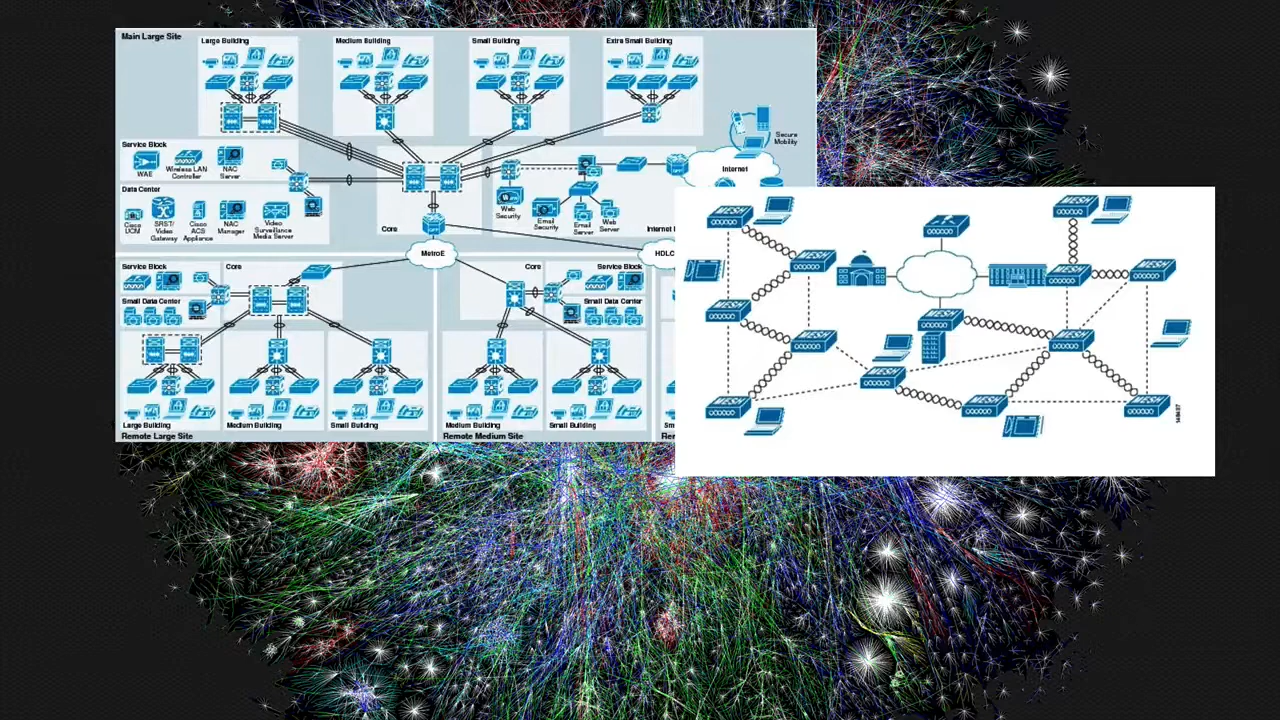 Main Large Site
Large Building
Medium Building
Small Building
Extra Small Building
Secure
Mobility
Service Block
WAE
Wireless LAN
Controller
NAC
Server
Internet
Data Center
Cisco
UCM
SRST/
Video
Gateway
Cisco
ACS
Appliance
NAC
Manager
Video
Surveillance
Media Server
Core
Web
Security
Email
Security
Email
Server
Web
Server
MetroE
HDLC
Service Block
Core
Core
Service Block
Small Data Center
Small Data Center
Large Building
Medium Building
Small Building
Medium Building
Small Building
Remote Large Site
Remote Medium Site
MESH
MESH
MESH
MESH
MESH
MESH
MESH
MESH
MESH
MESH
MESH
MESH
MESH